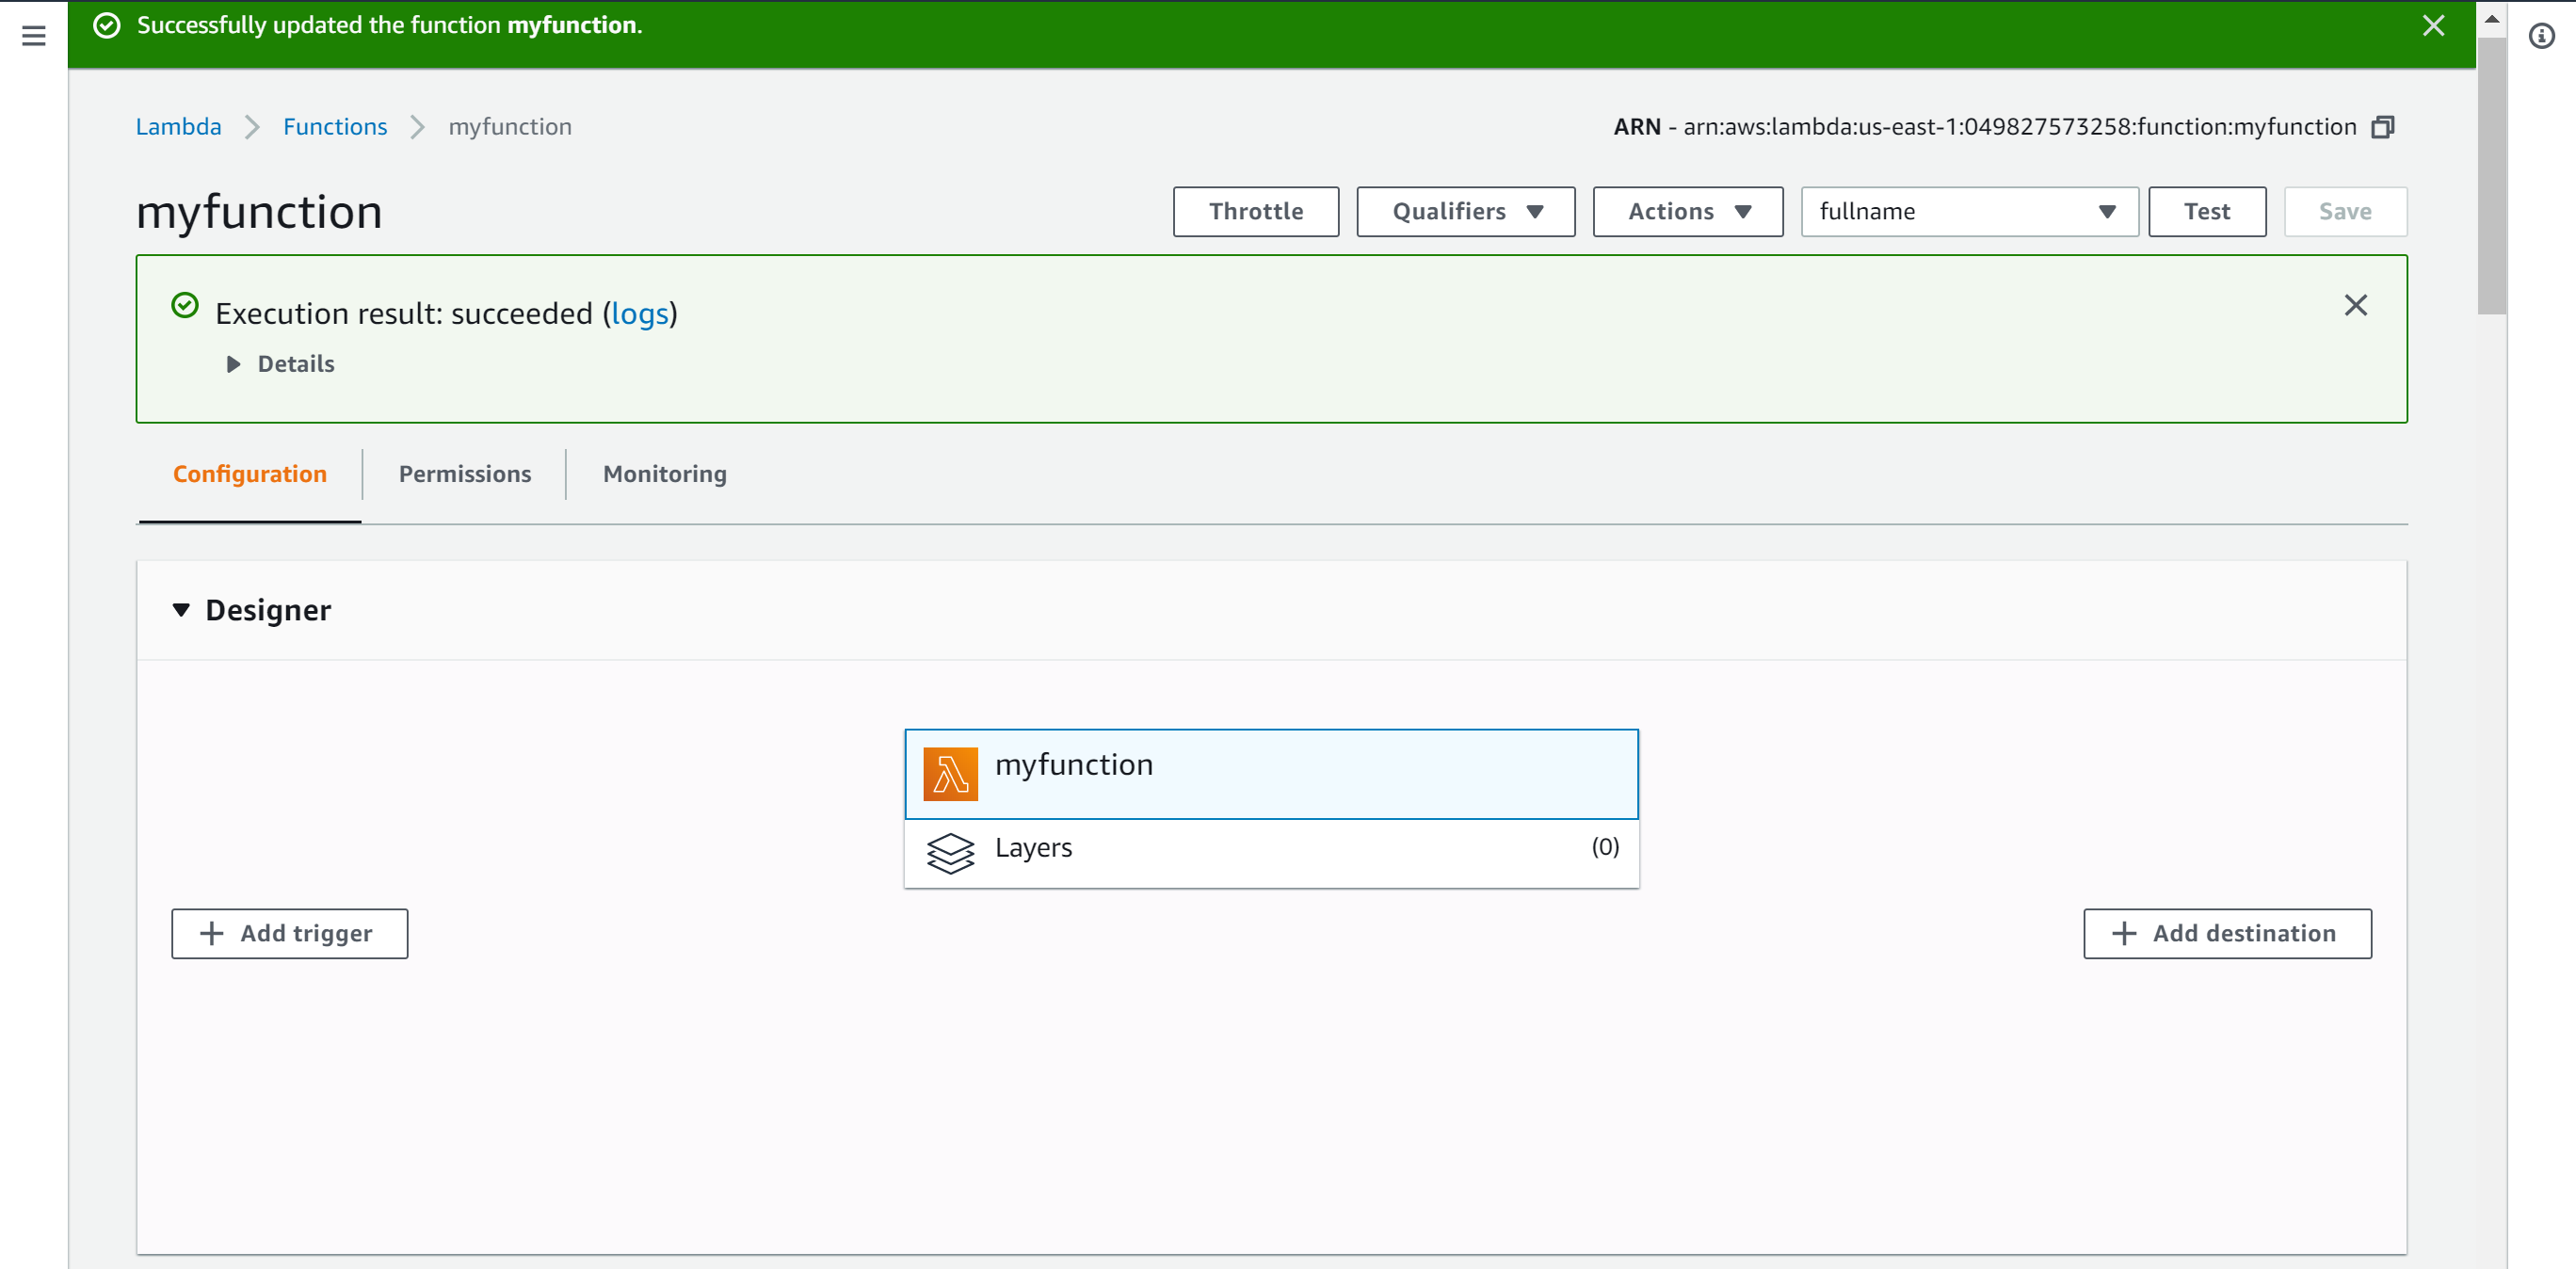 Successfully updated the function myfunction.
Lambda Functions myfunction
ARN - arn:aws:lambda:us-east-1:049827573258:function:myfunction
myfunction
Throttle Qualifiers Actions fullname Test Save
Execution result: succeeded (logs)
Details
Configuration Permissions Monitoring
Designer
myfunction
Layers (0)
Add trigger Add destination